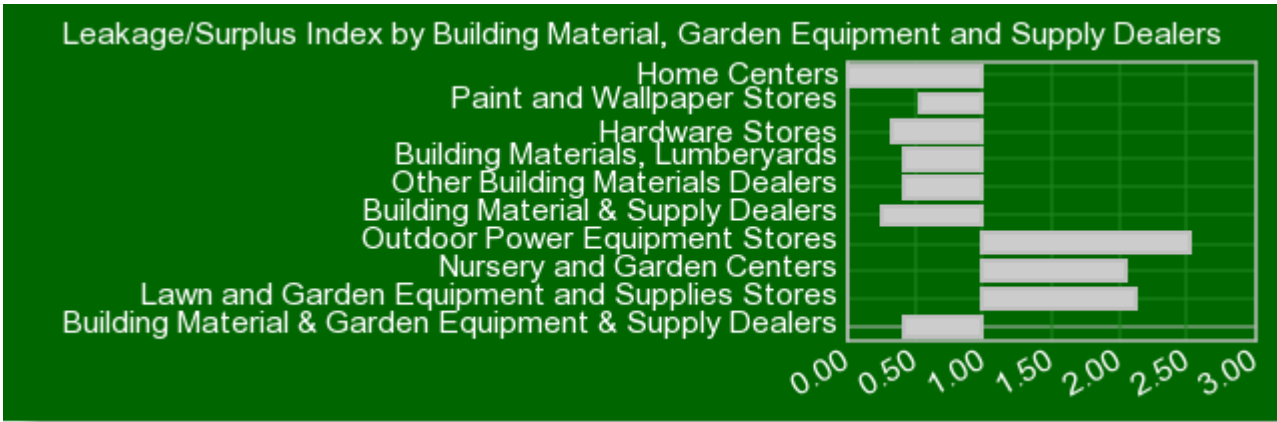 Leakage/Surplus Index by Building Material, Garden Equipment and Supply Dealers
Home Centers
Paint and Wallpaper Stores
Hardware Stores
Building Materials, Lumberyards
Other Building Materials Dealers
Building Material & Supply Dealers
Outdoor Power Equipment Stores
Nursery and Garden Centers
Lawn and Garden Equipment and Supplies Stores
Building Material & Garden Equipment & Supply Dealers
0.00 0.50 1.00 1.50 2.00 2.50 3.00